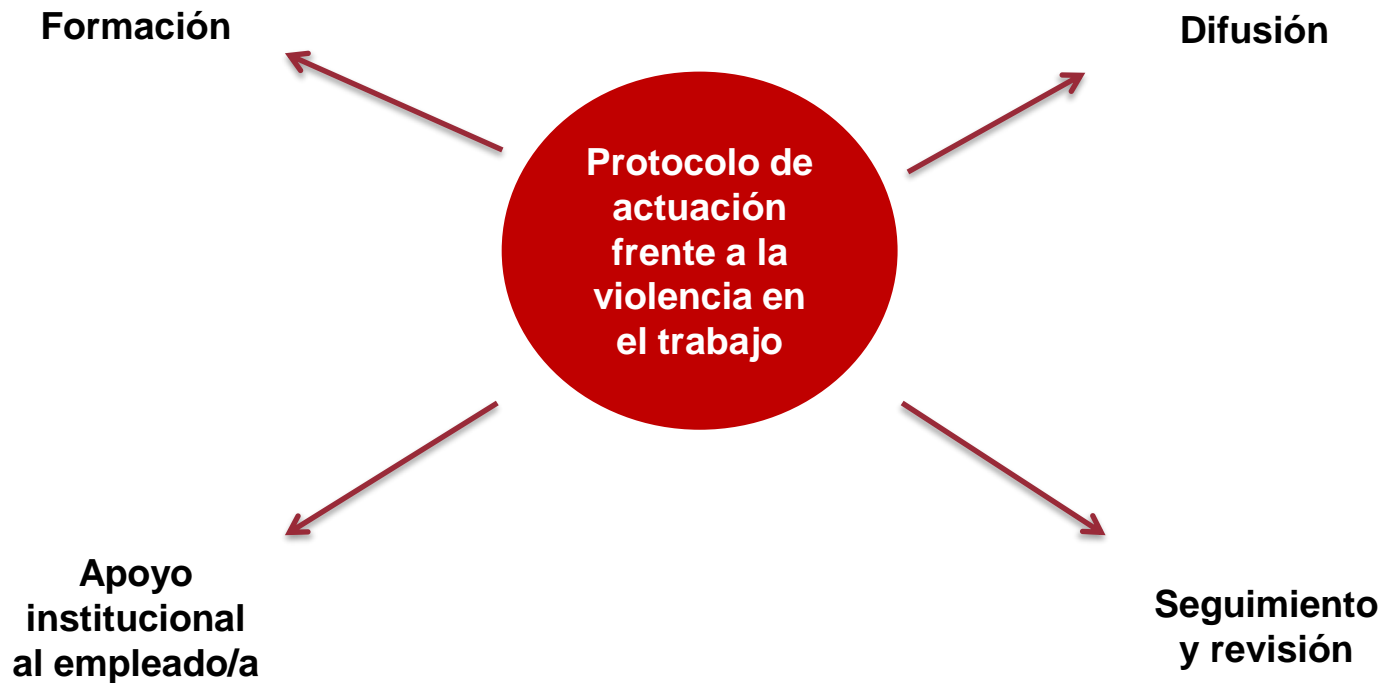 Formación
Difusión
Protocolo de
actuación
frente a la
violencia en
el trabajo
Apoyo
institucional
al empleado/a
Seguimiento
y revisión